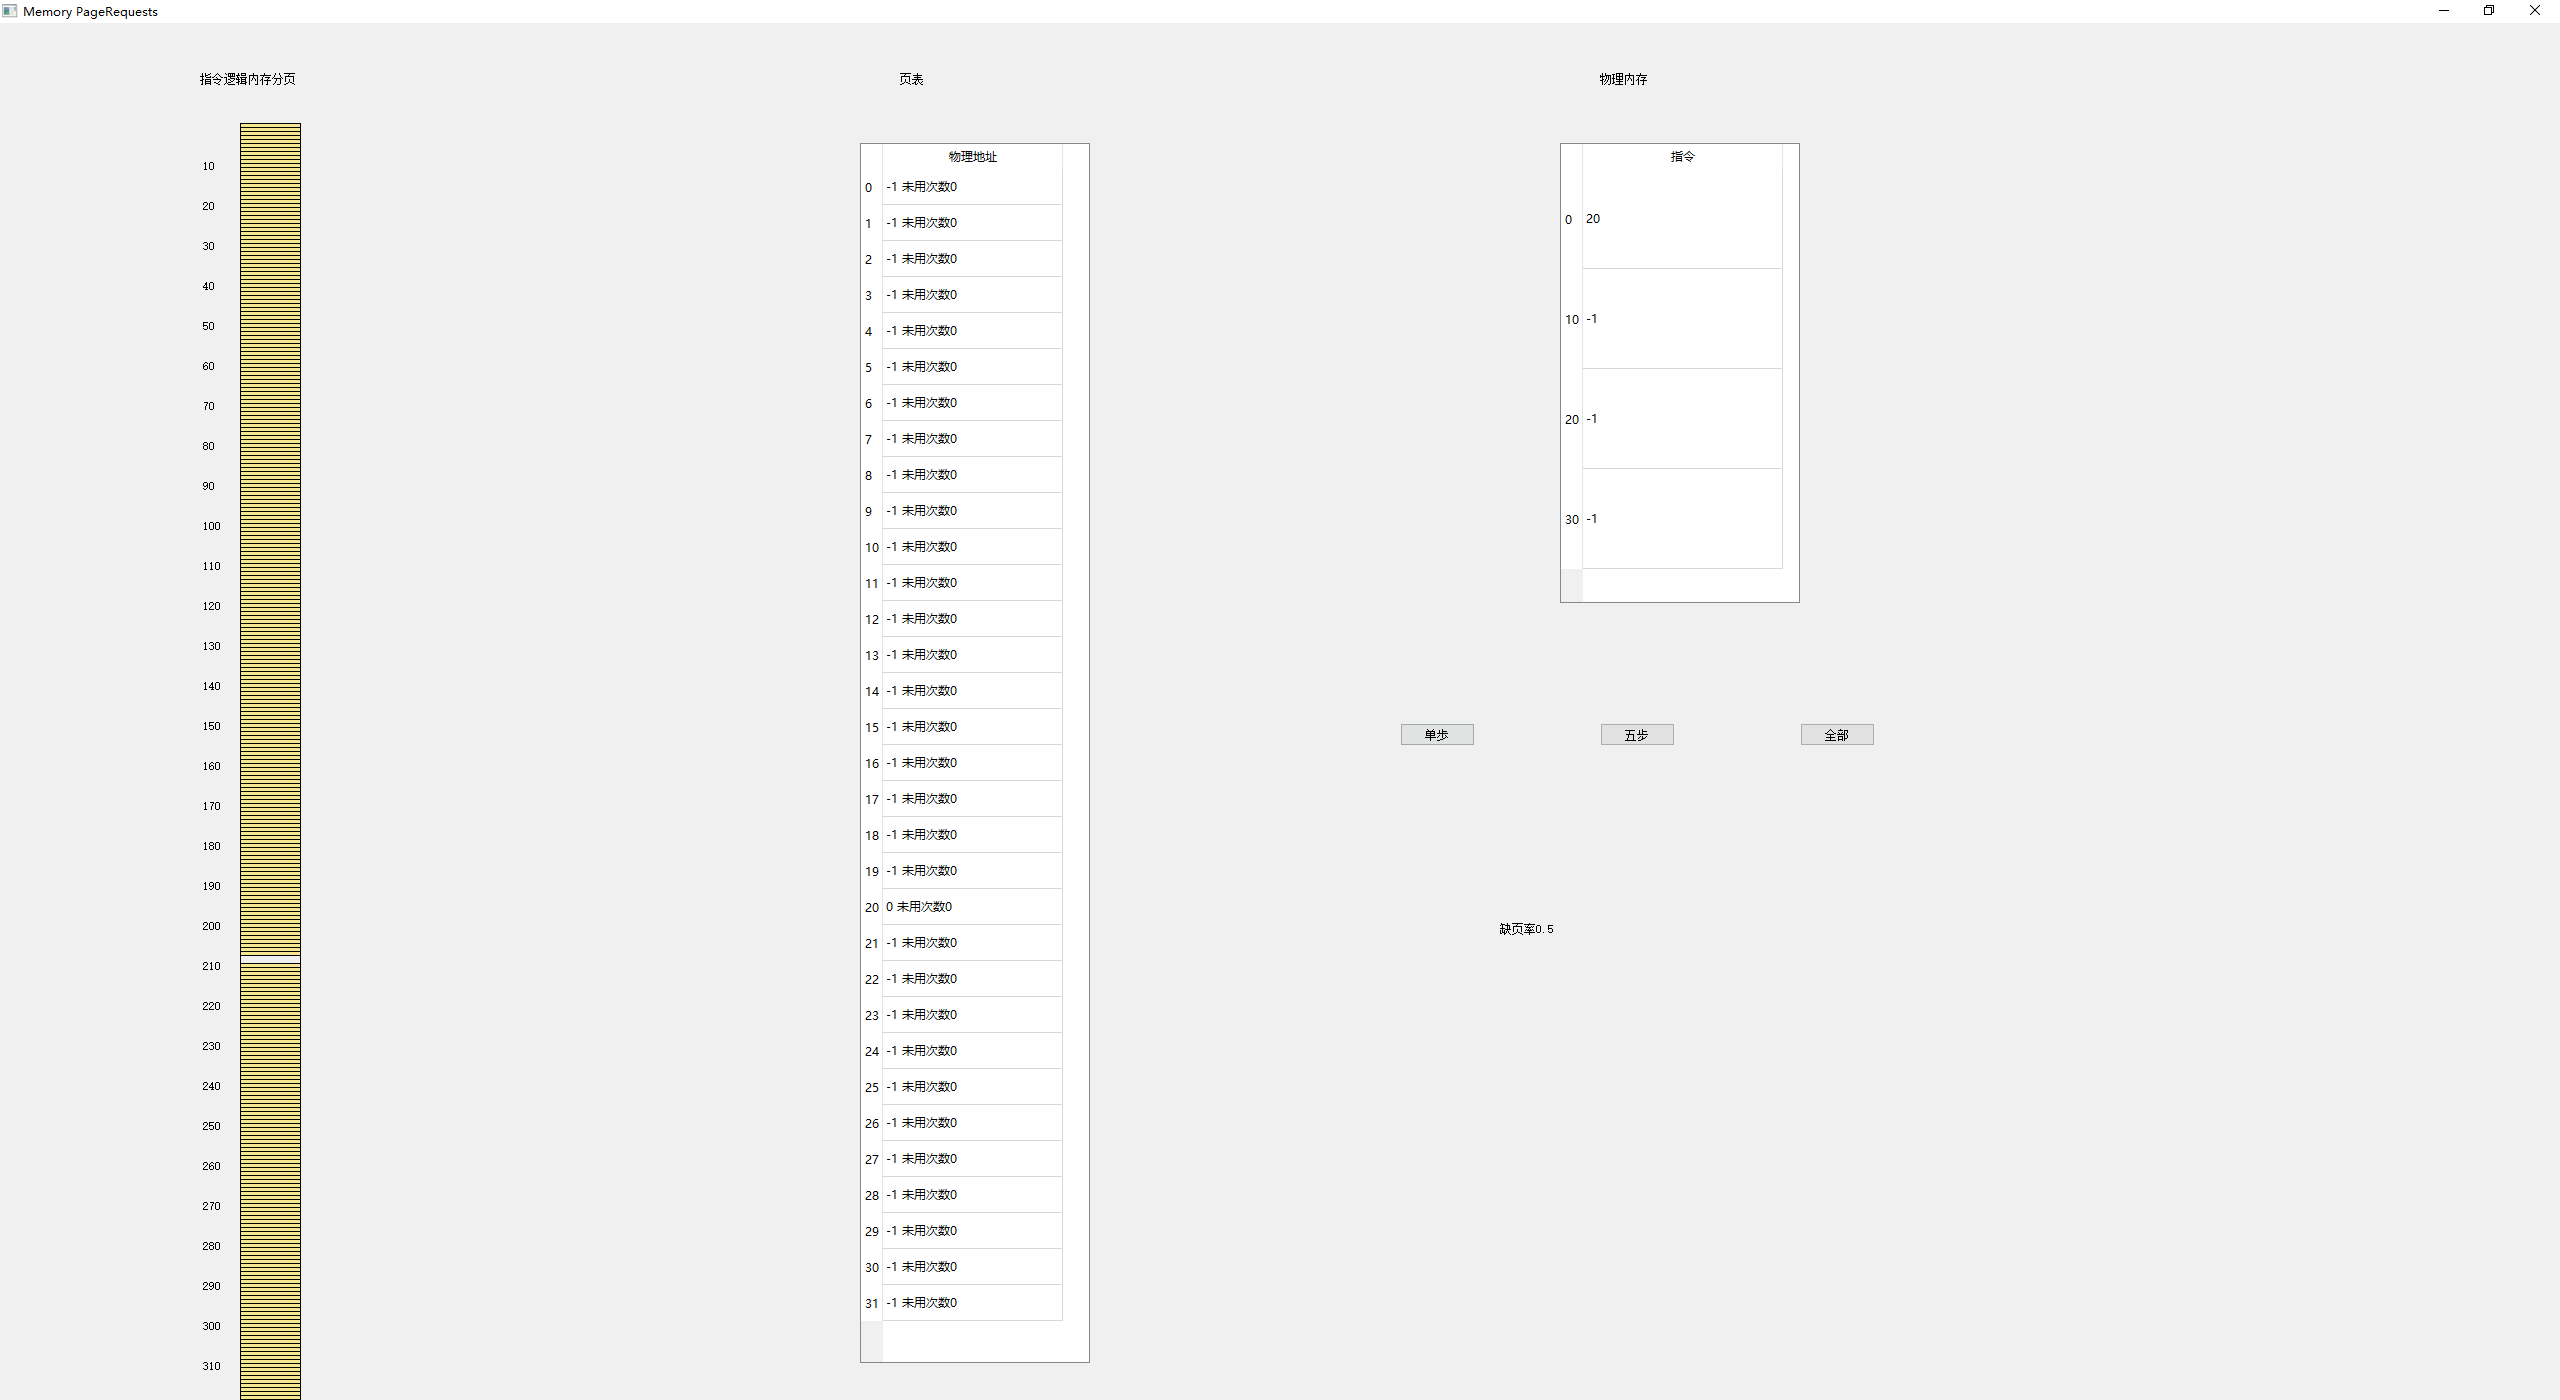 Memory PageRequests
指令逻辑内存分页
10
20
30
40
50
60
70
80
90
100
110
120
130
140
150
160
170
180
190
200
210
220
230
240
250
260
270
280
290
300
310
页表
物理地址
0 -1 未用次数0
1 -1 未用次数0
2 -1 未用次数0
3 -1 未用次数0
4 -1 未用次数0
5 -1 未用次数0
6 -1 未用次数0
7 -1 未用次数0
8 -1 未用次数0
9 -1 未用次数0
10 -1 未用次数0
11 -1 未用次数0
12 -1 未用次数0
13 -1 未用次数0
14 -1 未用次数0
15 -1 未用次数0
16 -1 未用次数0
17 -1 未用次数0
18 -1 未用次数0
19 -1 未用次数0
20 0 未用次数0
21 -1 未用次数0
22 -1 未用次数0
23 -1 未用次数0
24 -1 未用次数0
25 -1 未用次数0
26 -1 未用次数0
27 -1 未用次数0
28 -1 未用次数0
29 -1 未用次数0
30 -1 未用次数0
31 -1 未用次数0
物理内存
指令
0 20
10 -1
20 -1
30 -1
单步
五步
全部
缺页率0.5